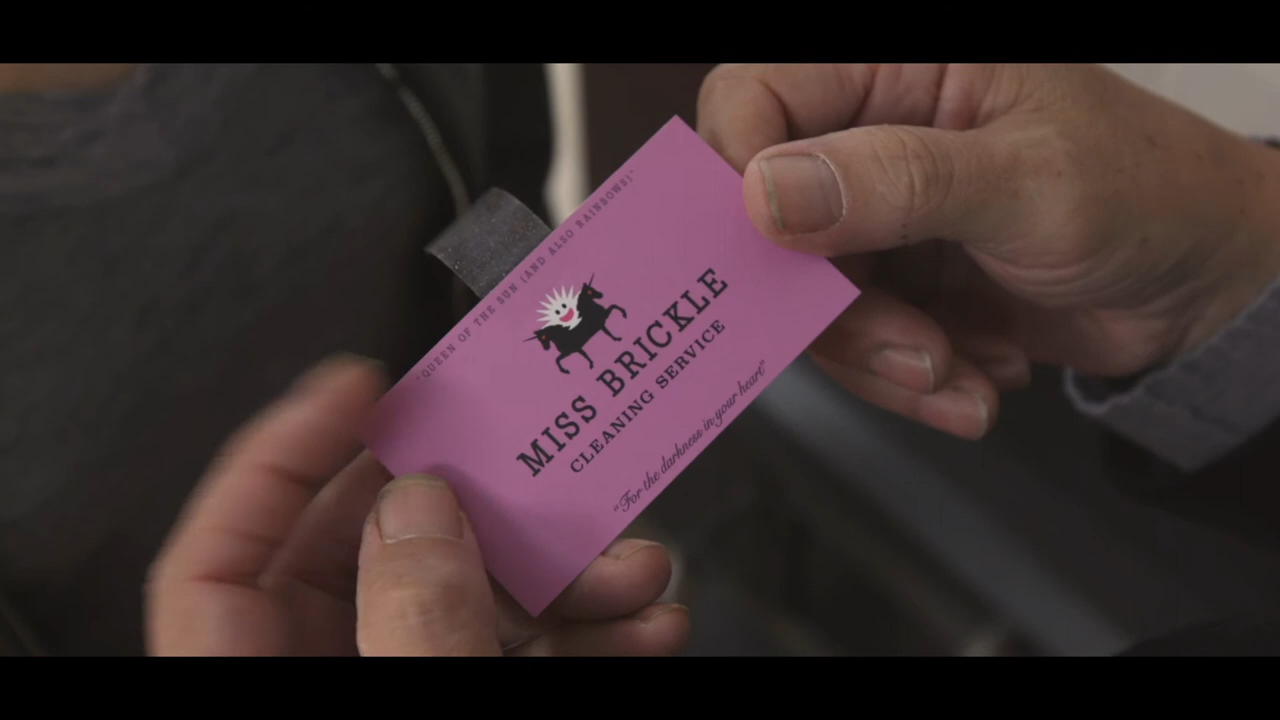 "QUEEN OF THE SUN (AND ALSO RAINBOWS)"
MISS BRICKLE
CLEANING SERVICE
"For the darkness in your heart"